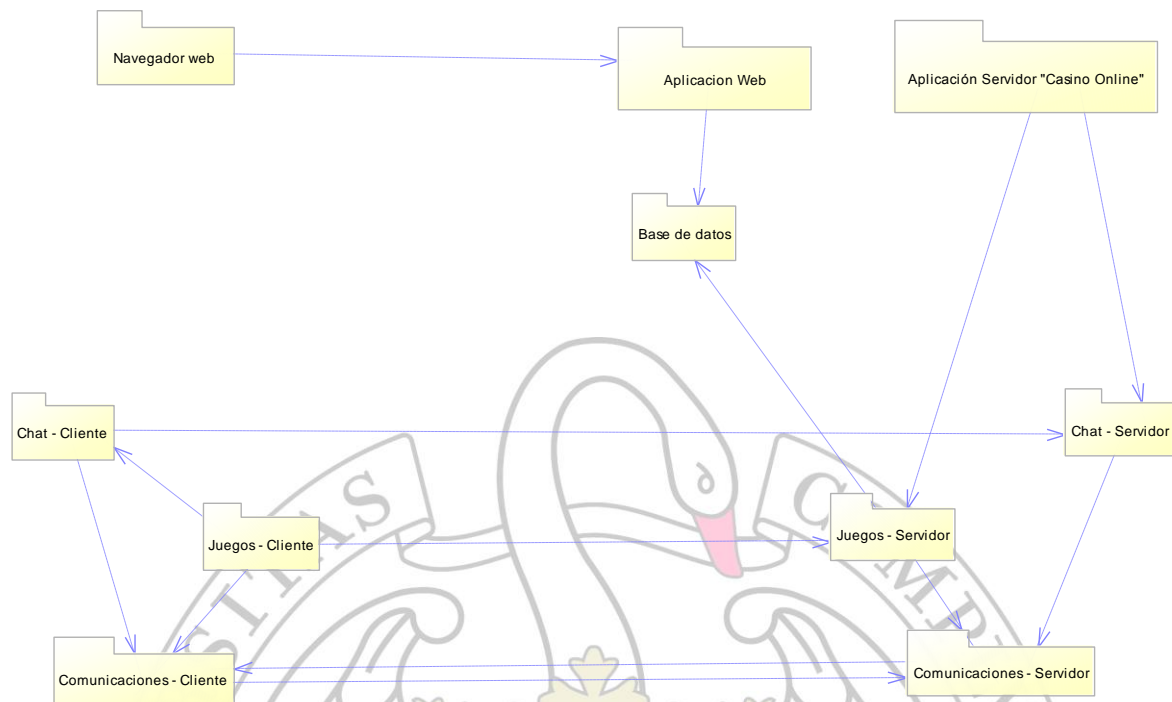 Navegador web
Aplicacion Web
Aplicación Servidor "Casino Online"
Base de datos
Chat - Cliente
Chat - Servidor
Juegos - Cliente
Juegos - Servidor
Comunicaciones - Cliente
Comunicaciones - Servidor
SITAS